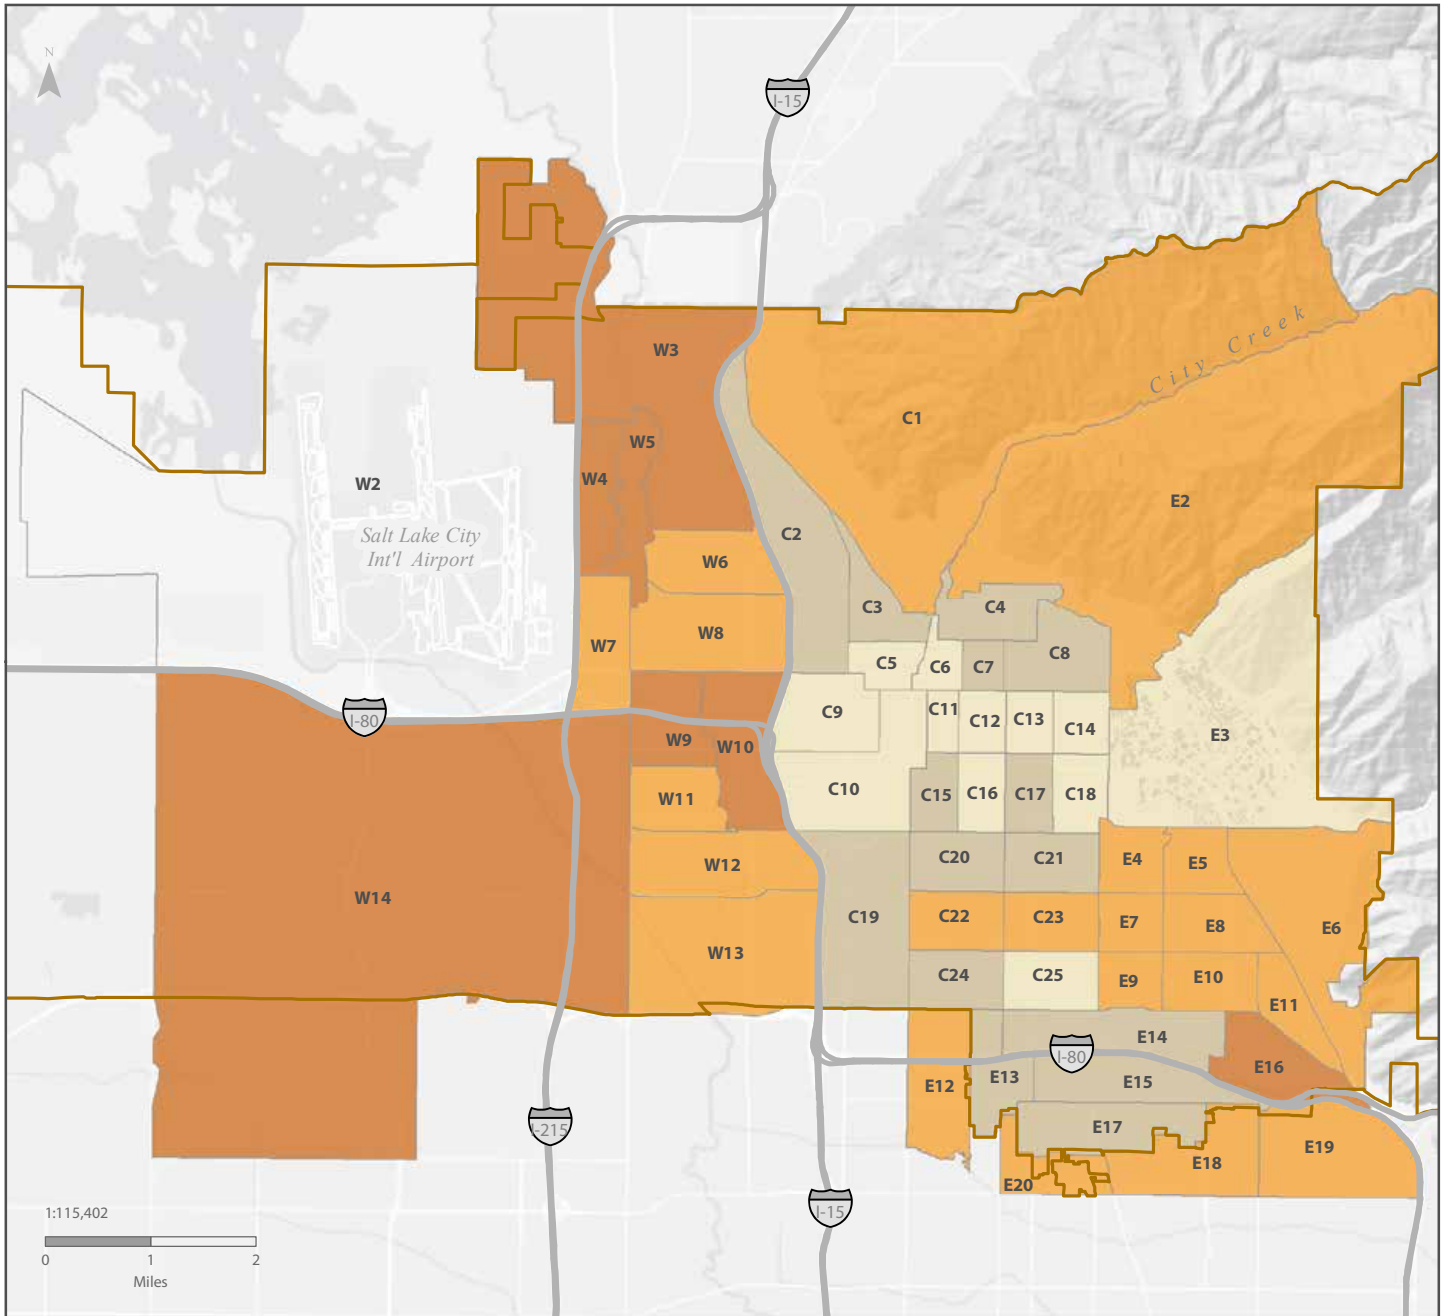 N
I-15
City Creek
W3
C1
W5
W4
W2
E2
Salt Lake City
Int'l Airport
C2
W6
C3
C4
W8
W7
C5
C6
C7
C8
C9
C11
C12
C13
C14
I-80
W9
W10
E3
W11
C10
C15
C16
C17
C18
W12
C20
C21
E4
E5
W14
C19
C22
C23
E7
E8
E6
W13
C24
C25
E9
E10
E11
E14
I-80
E16
E12
E13
E15
I-215
E17
E19
E18
E20
I-15
1:115,402
0 1 2
Miles